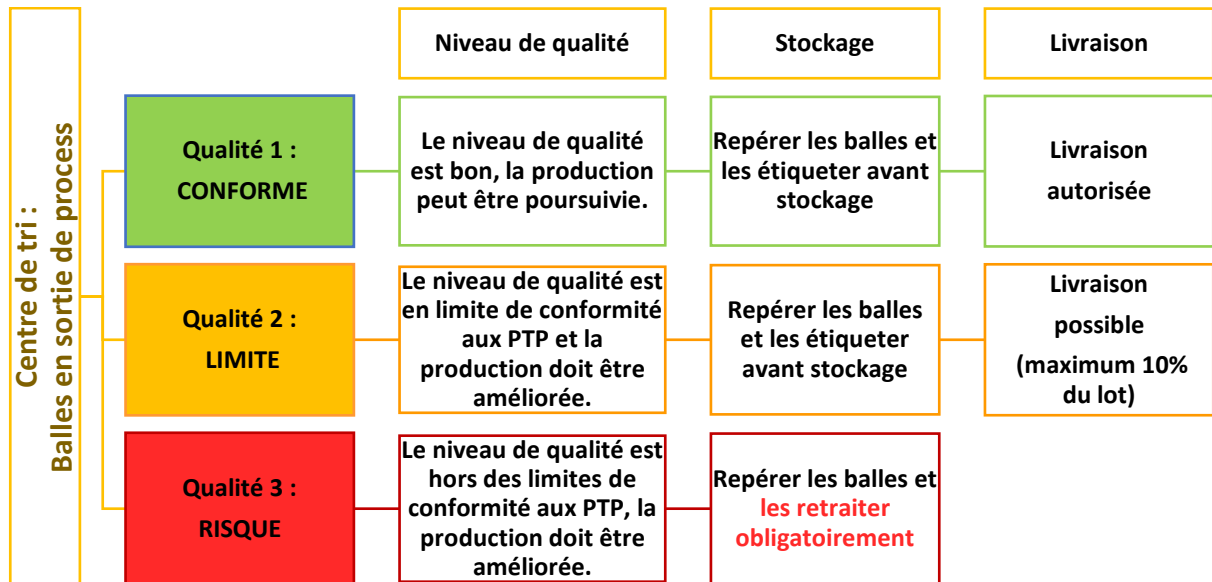 Centre de tri :
Balles en sortie de process
Niveau de qualité
Stockage
Livraison
Qualité 1 :
CONFORME
Le niveau de qualité
est bon, la production
peut être poursuivie.
Repérer les balles et
les étiqueter avant
stockage
Livraison
autorisée
Qualité 2 :
LIMITE
Le niveau de qualité est
en limite de conformité
aux PTP et la
production doit être
améliorée.
Repérer les balles
et les étiqueter
avant stockage
Livraison
possible
(maximum 10%
du lot)
Qualité 3 :
RISQUE
Le niveau de qualité est
hors des limites de
conformité aux PTP, la
production doit être
améliorée.
Repérer les balles et
les retraiter
obligatoirement